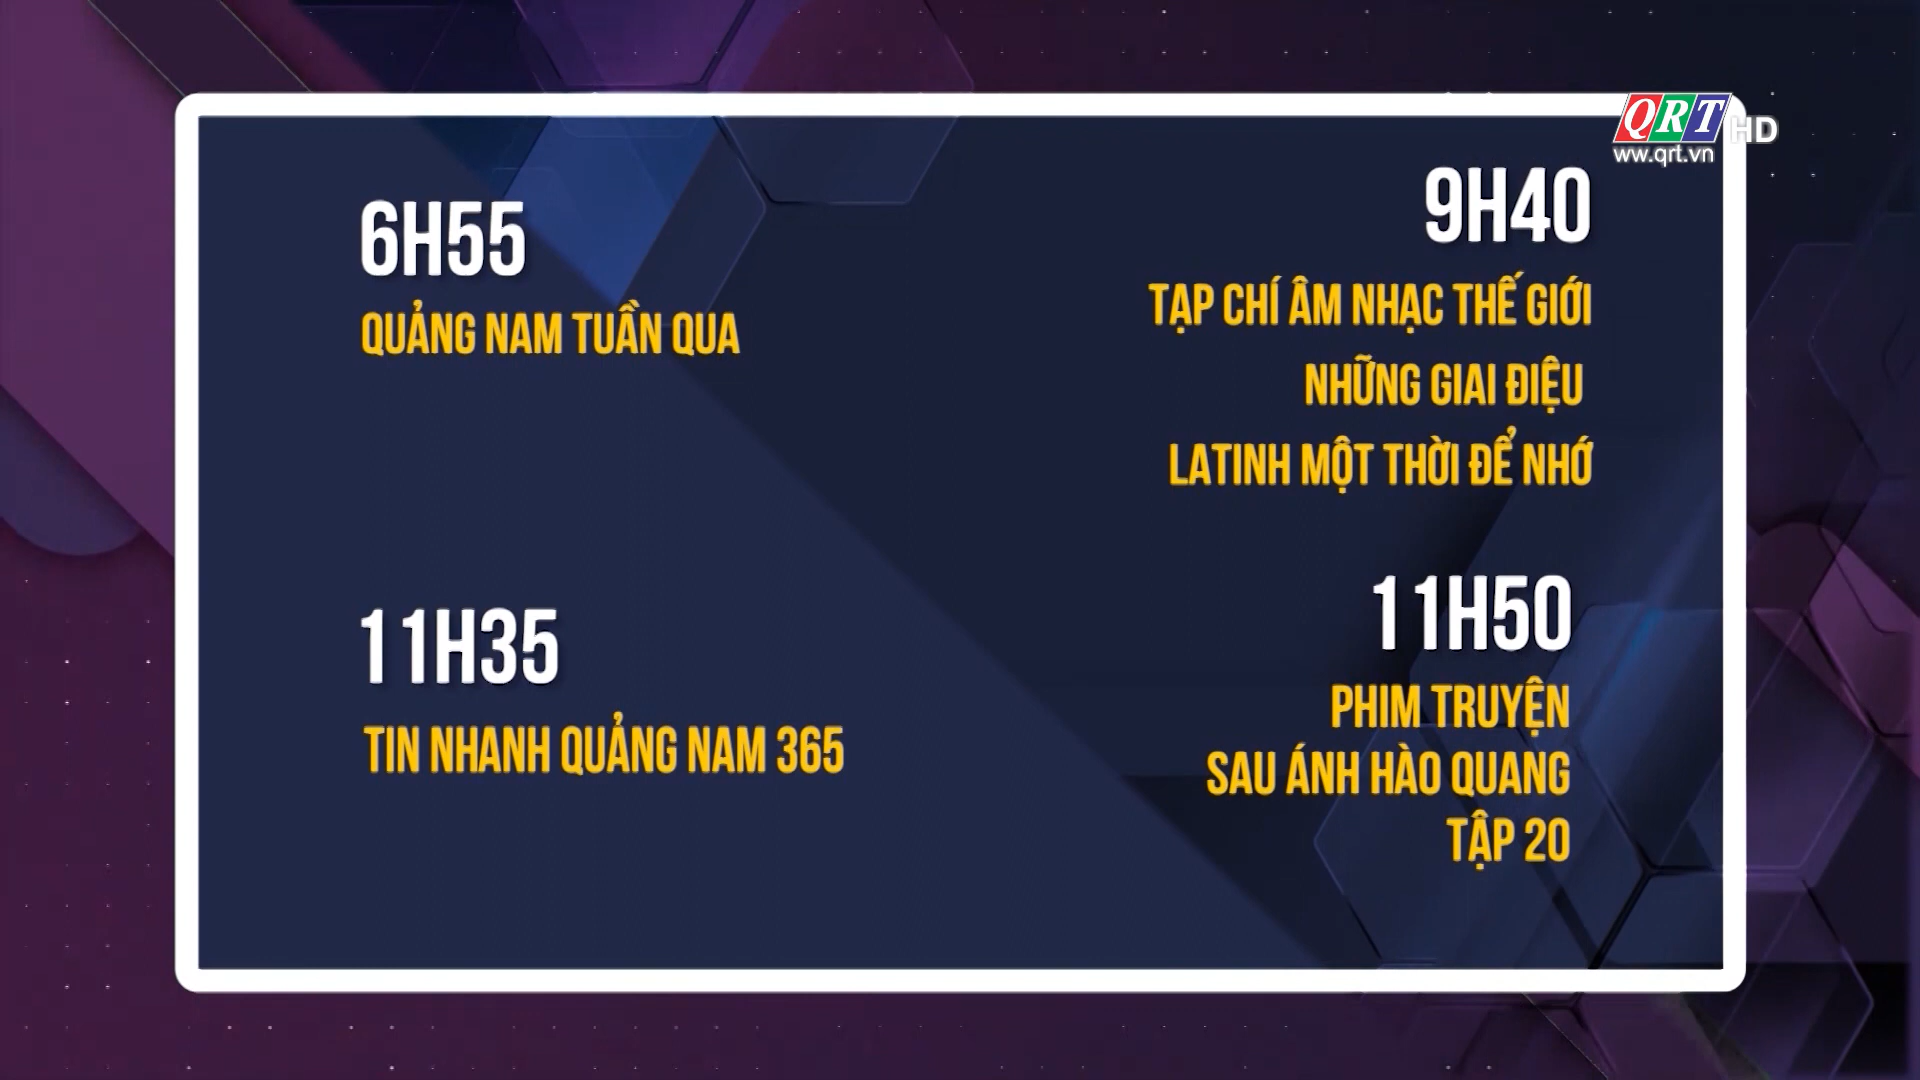 QRT HD
ww.qrt.vn
6H55
QUẢNG NAM TUẦN QUA
9H40
TẠP CHÍ ÂM NHẠC THẾ GIỚI
NHỮNG GIAI ĐIỆU
LATINH MỘT THỜI ĐỂ NHỚ
11H35
TIN NHANH QUẢNG NAM 365
11H50
PHIM TRUYỆN
SAU ÁNH HÀO QUANG
TẬP 20